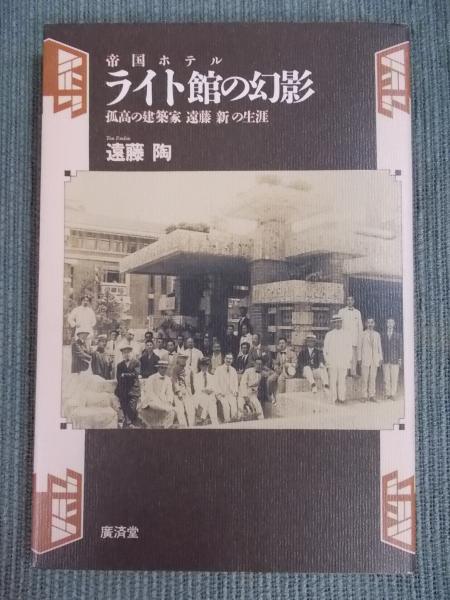 帝国ホテル
ライト館の幻影
孤高の建築家 遠藤 新の生涯
Tau Endoh
遠藤 陶
廣済堂